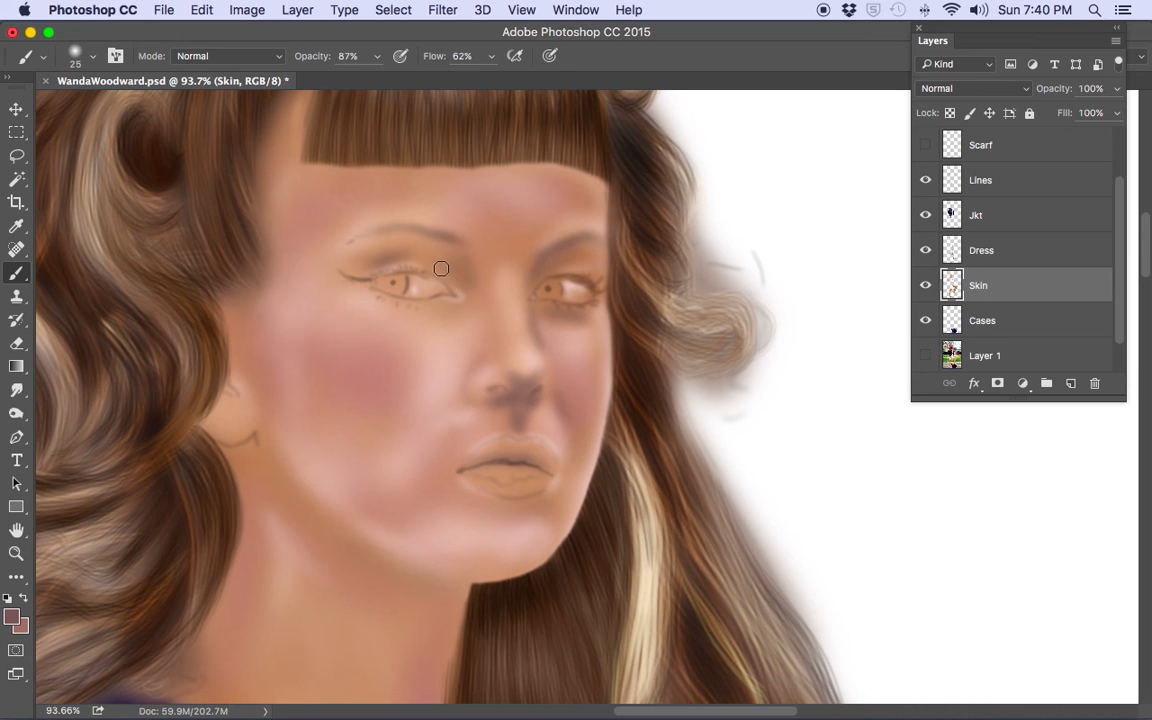 Photoshop CC File Edit Image Layer Type Select Filter 3D View Window Help Sun 7:40 PM
Adobe Photoshop CC 2015
25 Mode: Normal Opacity: 87% Flow: 62%
WandaWoodward.psd @ 93.7% (Skin, RGB/8) *
Layers
Kind
Normal Opacity: 100%
Lock: Fill: 100%
Scarf
Lines
Jkt
Dress
Skin
Cases
Layer 1
fx
93.66% Doc: 59.9M/202.7M